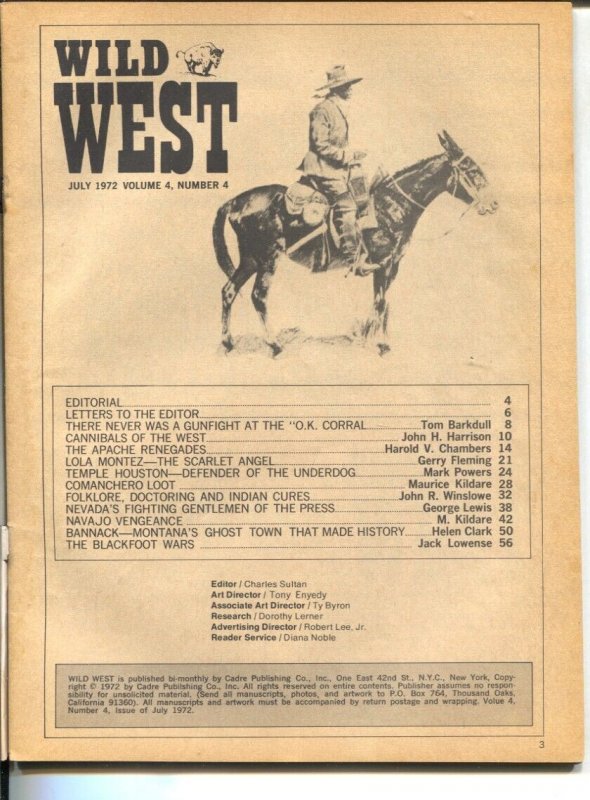 WILD
WEST
JULY 1972 VOLUME 4, NUMBER 4
EDITORIAL 4
LETTERS TO THE EDITOR 6
THERE NEVER WAS A GUNFIGHT AT THE "O.K. CORRAL Tom Barkdull 8
CANNIBALS OF THE WEST John H. Harrison 10
THE APACHE RENEGADES Harold V. Chambers 14
LOLA MONTEZ—THE SCARLET ANGEL Gerry Fleming 21
TEMPLE HOUSTON—DEFENDER OF THE UNDERDOG Mark Powers 24
COMANCHERO LOOT Maurice Kildare 28
FOLKLORE, DOCTORING AND INDIAN CURES John R. Winslowe 32
NEVADA'S FIGHTING GENTLEMEN OF THE PRESS George Lewis 38
NAVAJO VENGEANCE M. Kildare 42
BANNACK—MONTANA'S GHOST TOWN THAT MADE HISTORY Helen Clark 50
THE BLACKFOOT WARS Jack Lowense 56
Editor / Charles Sultan
Art Director / Tony Enyedy
Associate Art Director / Ty Byron
Research / Dorothy Lerner
Advertising Director / Robert Lee, Jr.
Reader Service / Diana Noble
WILD WEST is published bi-monthly by Cadre Publishing Co., Inc., One East 42nd St., N.Y.C., New York, Copy-
right © 1972 by Cadre Publishing Co., Inc. All rights reserved on entire contents. Publisher assumes no respon-
sibility for unsolicited material. (Send all manuscripts, photos, and artwork to P.O. Box 764, Thousand Oaks,
California 91360). All manuscripts and artwork must be accompanied by return postage and wrapping. Volue 4,
Number 4, Issue of July 1972.
3